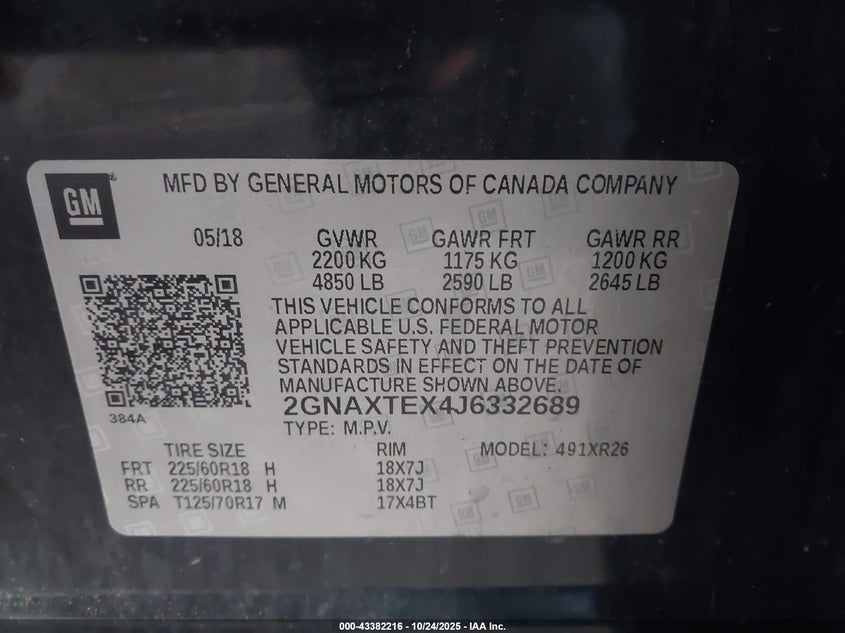 GM
MFD BY GENERAL MOTORS OF CANADA COMPANY
05/18 GVWR GAWR FRT GAWR RR
2200 KG 1175 KG 1200 KG
4850 LB 2590 LB 2645 LB
THIS VEHICLE CONFORMS TO ALL
APPLICABLE U.S. FEDERAL MOTOR
VEHICLE SAFETY AND THEFT PREVENTION
STANDARDS IN EFFECT ON THE DATE
OF MANUFACTURE SHOWN ABOVE.
2GNAXTEX4J6332689
384A
TYPE: M.P.V.
TIRE SIZE RIM MODEL: 491XR26
FRT 225/60R18 H 18X7J
RR 225/60R18 H 18X7J
SPA T125/70R17 M 17X4BT
000-43382216 - 10/24/2025 - IAA Inc.